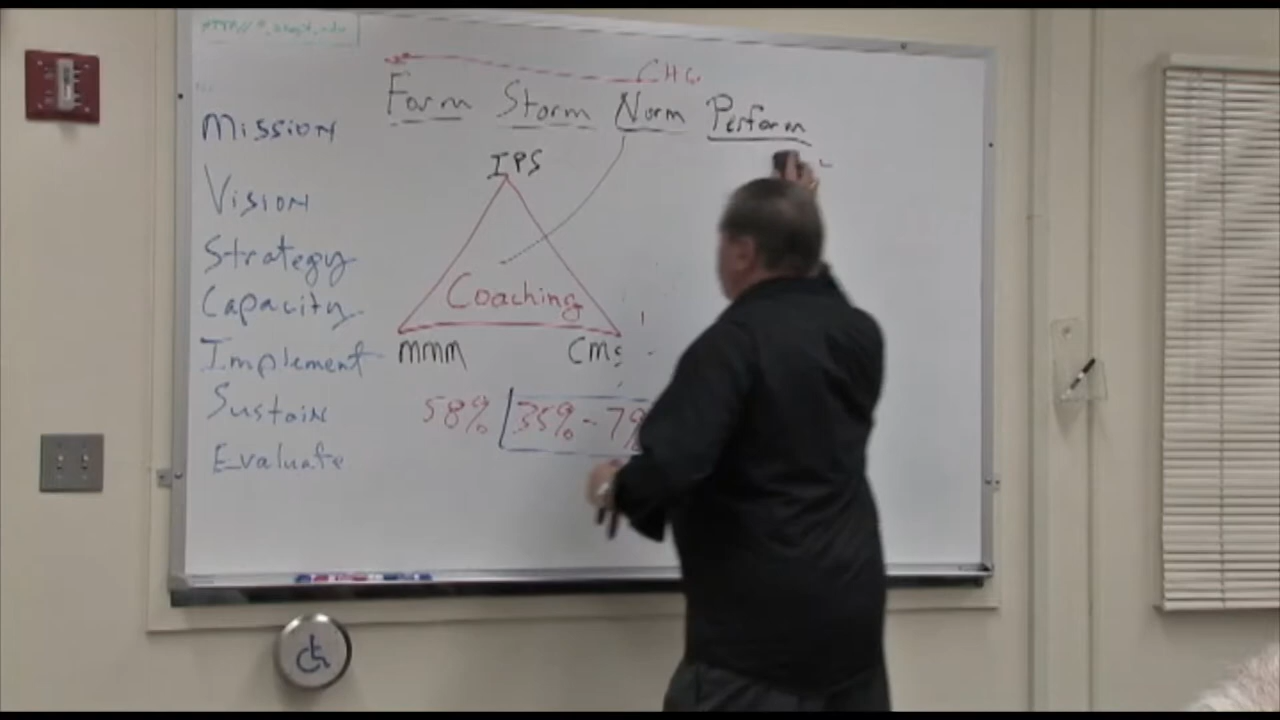 CHG
Form Storm Norm Perform
Mission
Vision
Strategy
Capacity
Implement
Sustain
Evaluate
IPS
Coaching
MMM CMS
58% 35% - 7%